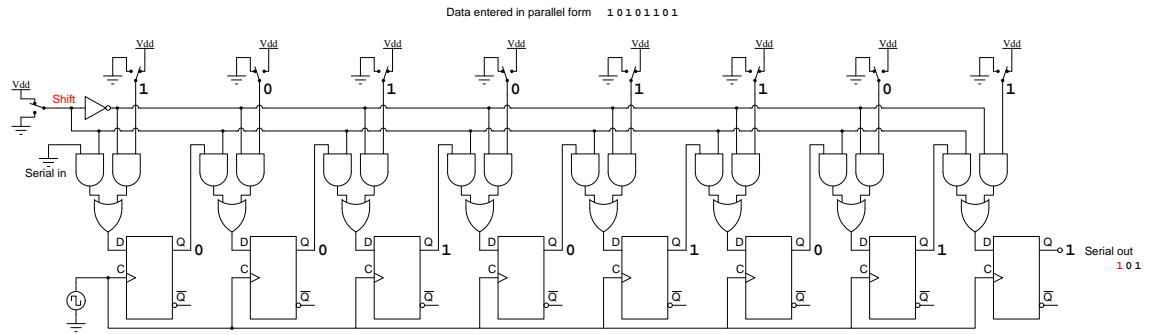 Data entered in parallel form 1 0 1 0 1 1 0 1
Vdd Vdd Vdd Vdd Vdd Vdd Vdd Vdd
Vdd
Shift
1 0 1 0 1 1 0 1
Serial in
D Q D Q D Q D Q D Q D Q D Q D Q
0 0 1 0 1 0 1 1 Serial out
1 0 1
C C C C C C C C
Q Q Q Q Q Q Q Q